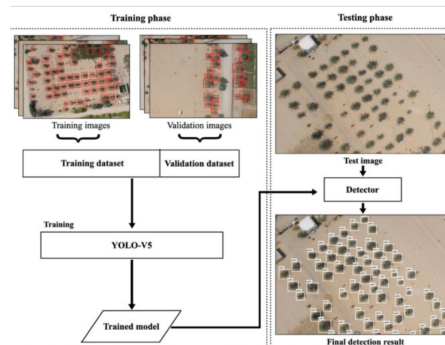 Training phase
Testing phase
Training images
Validation images
Training dataset
Validation dataset
Test image
Detector
Training
YOLO-V5
Trained model
Final detection result